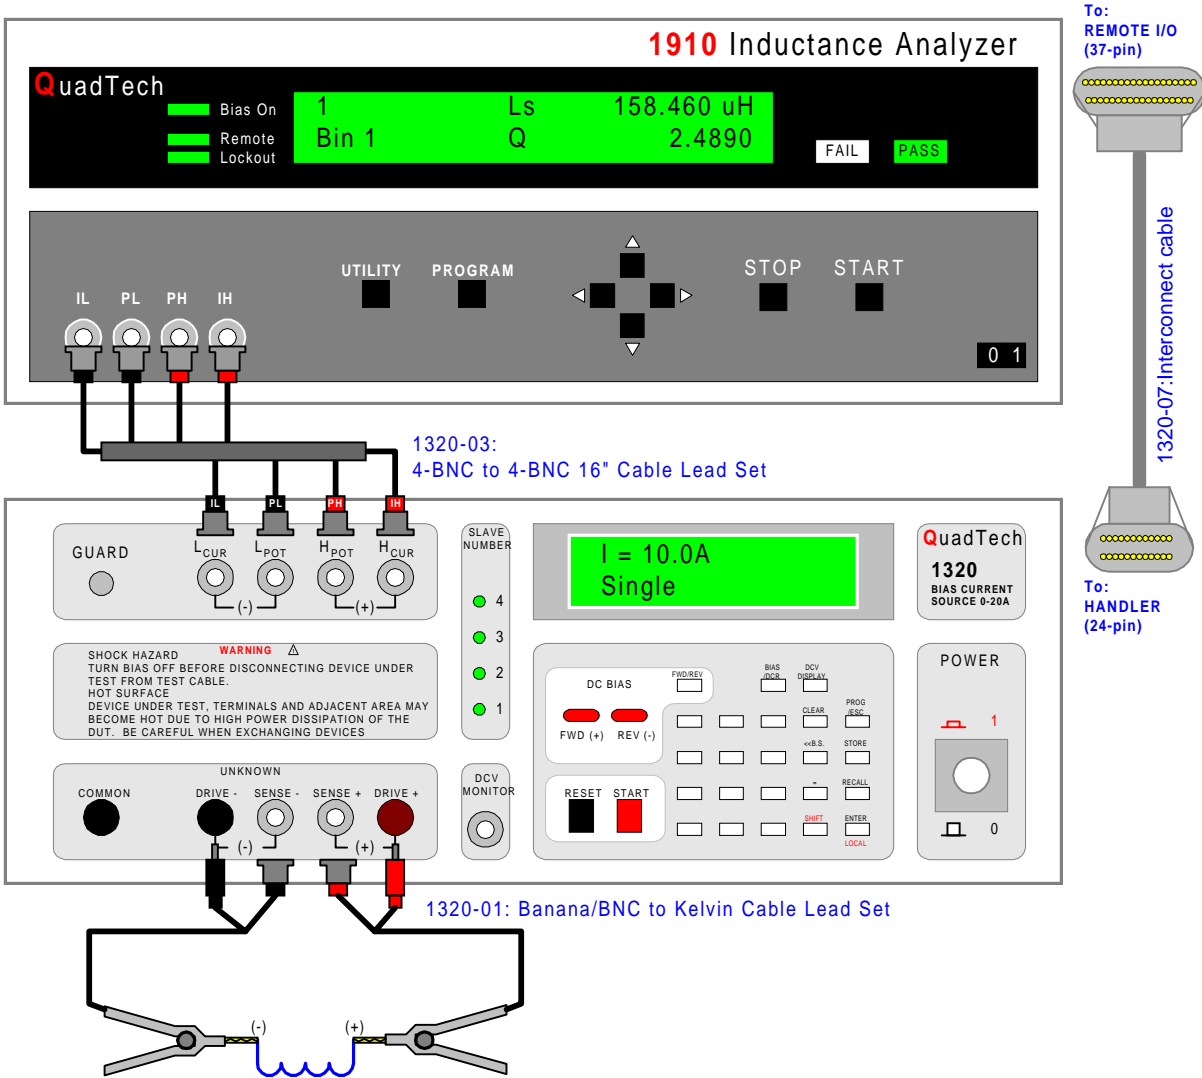 1910 Inductance Analyzer
QuadTech
Bias On
Remote
Lockout
1 Ls 158.460 uH
Bin 1 Q 2.4890
FAIL PASS
UTILITY PROGRAM
STOP START
IL PL PH IH
0 1
To:
REMOTE I/O
(37-pin)
1320-07:Interconnect cable
To:
HANDLER
(24-pin)
1320-03:
4-BNC to 4-BNC 16" Cable Lead Set
IL PL PH IH
GUARD
LCUR LPOT HPOT HCUR
(-) (+)
SLAVE
NUMBER
4
3
2
1
I = 10.0A
Single
QuadTech
1320
BIAS CURRENT
SOURCE 0-20A
WARNING
SHOCK HAZARD
TURN BIAS OFF BEFORE DISCONNECTING DEVICE UNDER
TEST FROM TEST CABLE.
HOT SURFACE
DEVICE UNDER TEST, TERMINALS AND ADJACENT AREA MAY
BECOME HOT DUE TO HIGH POWER DISSIPATION OF THE
DUT. BE CAREFUL WHEN EXCHANGING DEVICES
DC BIAS
FWD (+) REV (-)
RESET START
FWD/REV
BIAS
/DCR
DCV
DISPLAY
CLEAR
PROG
/ESC
<<B.S.
STORE
=
RECALL
SHIFT
ENTER
LOCAL
POWER
1
0
UNKNOWN
COMMON
DRIVE - SENSE - SENSE + DRIVE +
(-) (+)
DCV
MONITOR
1320-01: Banana/BNC to Kelvin Cable Lead Set
(-) (+)